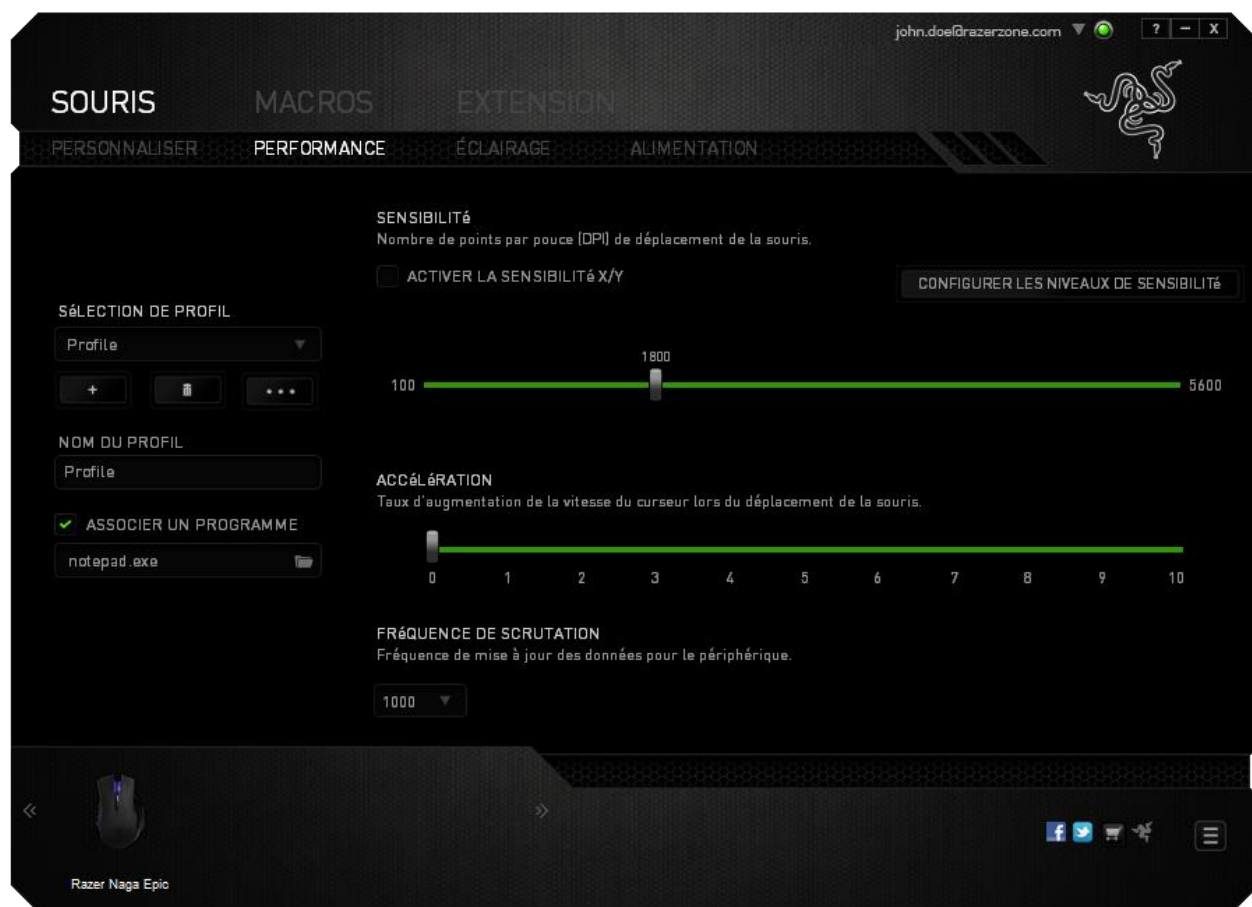 john.doe@razerzone.com ? – X
SOURIS MACROS EXTENSION
PERSONNALISER PERFORMANCE ÉCLAIRAGE ALIMENTATION
SENSIBILITé
Nombre de points par pouce (DPI) de déplacement de la souris.
ACTIVER LA SENSIBILITé X/Y
CONFIGURER LES NIVEAUX DE SENSIBILITé
SéLECTION DE PROFIL
Profile
+ •••
1800
100 5600
NOM DU PROFIL
Profile
ASSOCIER UN PROGRAMME
notepad.exe
ACCéLéRATION
Taux d'augmentation de la vitesse du curseur lors du déplacement de la souris.
0 1 2 3 4 5 6 7 8 9 10
FRéQUENCE DE SCRUTATION
Fréquence de mise à jour des données pour le périphérique.
1000
Razer Naga Epic